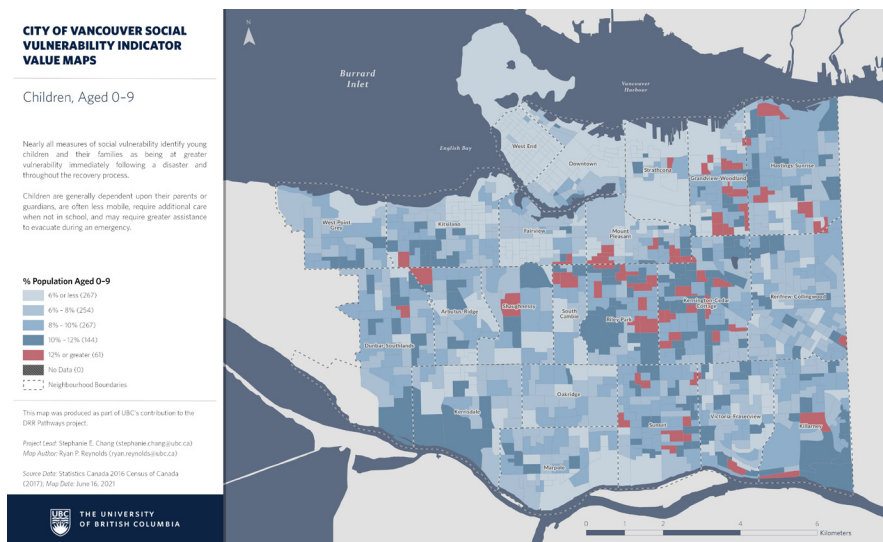 CITY OF VANCOUVER SOCIAL
VULNERABILITY INDICATOR
VALUE MAPS
Children, Aged 0–9
Nearly all measures of social vulnerability identify young
children and their families as being at greater
vulnerability immediately following a disaster and
throughout the recovery process.
Children are generally dependent upon their parents or
guardians, are often less mobile, require additional care
when not in school, and may require greater assistance
to evacuate during an emergency.
% Population Aged 0–9
6% or less (267)
6% – 8% (254)
8% – 10% (267)
10% – 12% (144)
12% or greater (61)
No Data (0)
Neighbourhood Boundaries
This map was produced as part of UBC's contribution to the
DRR Pathways project.
Project Lead: Stephanie E. Chang (stephanie.chang@ubc.ca)
Map Author: Ryan P. Reynolds (ryan.reynolds@ubc.ca)
Source Data: Statistics Canada 2016 Census of Canada
(2017); Map Date: June 16, 2021
UBC
THE UNIVERSITY
OF BRITISH COLUMBIA
N
Burrard
Inlet
Vancouver
Harbour
English Bay
West End
Downtown
Strathcona
Grandview-Woodland
Hastings-Sunrise
West Point
Grey
Kitsilano
Fairview
Mount
Pleasant
Dunbar-Southlands
Arbutus-Ridge
Shaughnessy
South
Cambie
Riley Park
Kensington-Cedar
Cottage
Renfrew-Collingwood
Kerrisdale
Oakridge
Marpole
Sunset
Victoria-Fraserview
Killarney
0 1 2 4 6
Kilometers